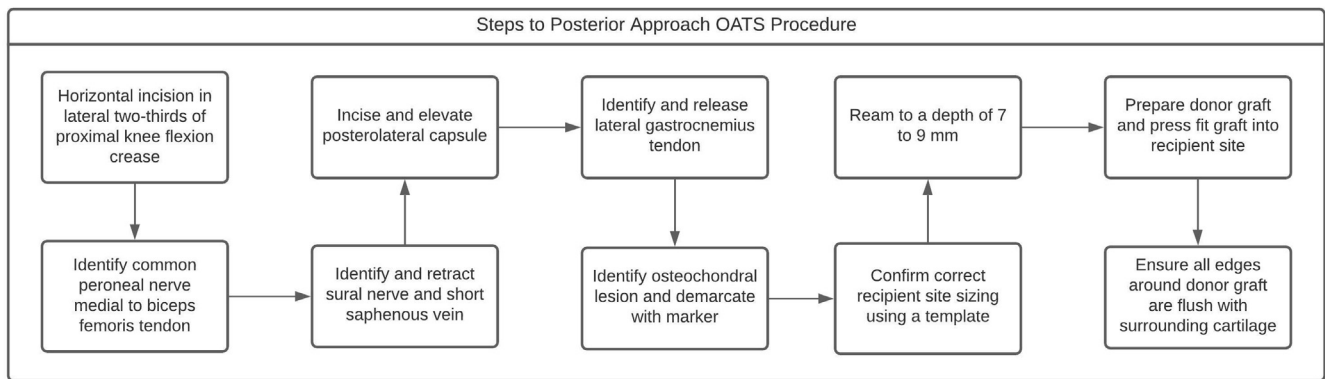 Steps to Posterior Approach OATS Procedure
Horizontal incision in
lateral two-thirds of
proximal knee flexion
crease
Identify common
peroneal nerve
medial to biceps
femoris tendon
Identify and retract
sural nerve and short
saphenous vein
Incise and elevate
posterolateral capsule
Identify and release
lateral gastrocnemius
tendon
Identify osteochondral
lesion and demarcate
with marker
Confirm correct
recipient site sizing
using a template
Ream to a depth of 7
to 9 mm
Prepare donor graft
and press fit graft into
recipient site
Ensure all edges
around donor graft
are flush with
surrounding cartilage